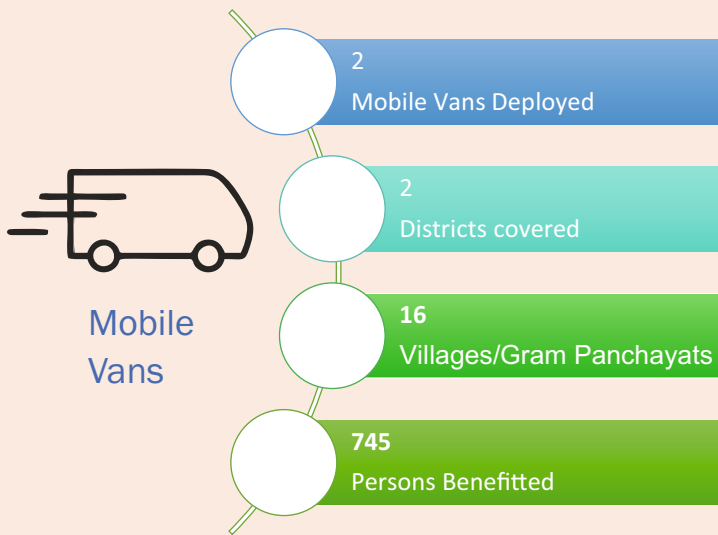 2
Mobile Vans Deployed
2
Districts covered
16
Villages/Gram Panchayats
745
Persons Benefitted
Mobile
Vans